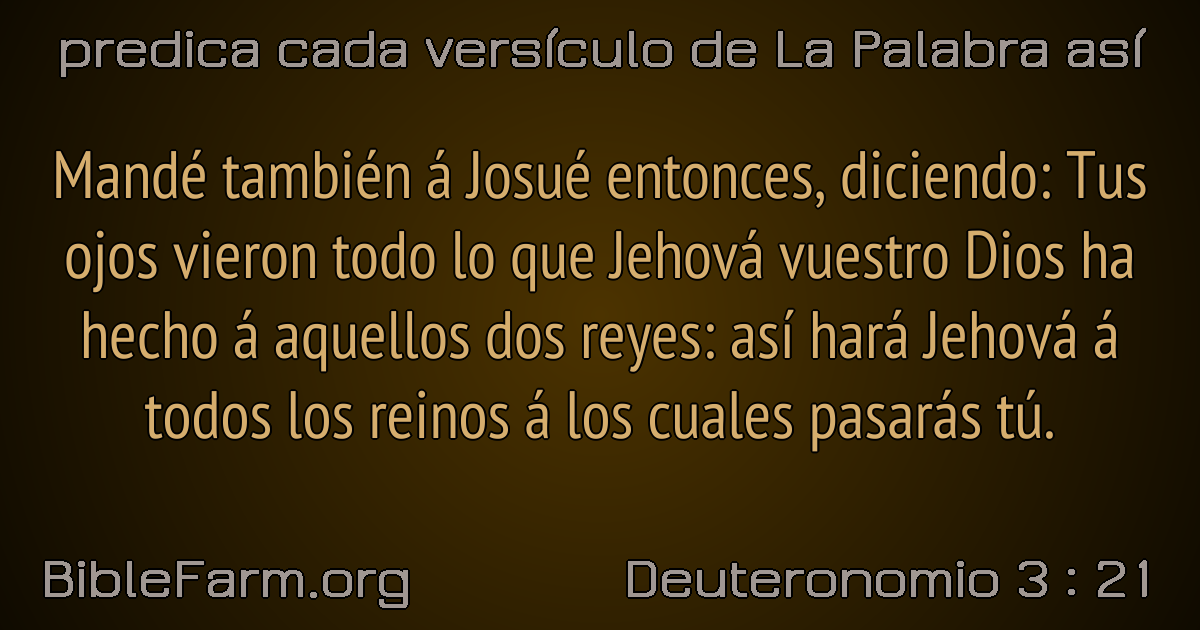 predica cada versículo de La Palabra así
Mandé también á Josué entonces, diciendo: Tus
ojos vieron todo lo que Jehová vuestro Dios ha
hecho á aquellos dos reyes: así hará Jehová á
todos los reinos á los cuales pasarás tú.
BibleFarm.org Deuteronomio 3 : 21